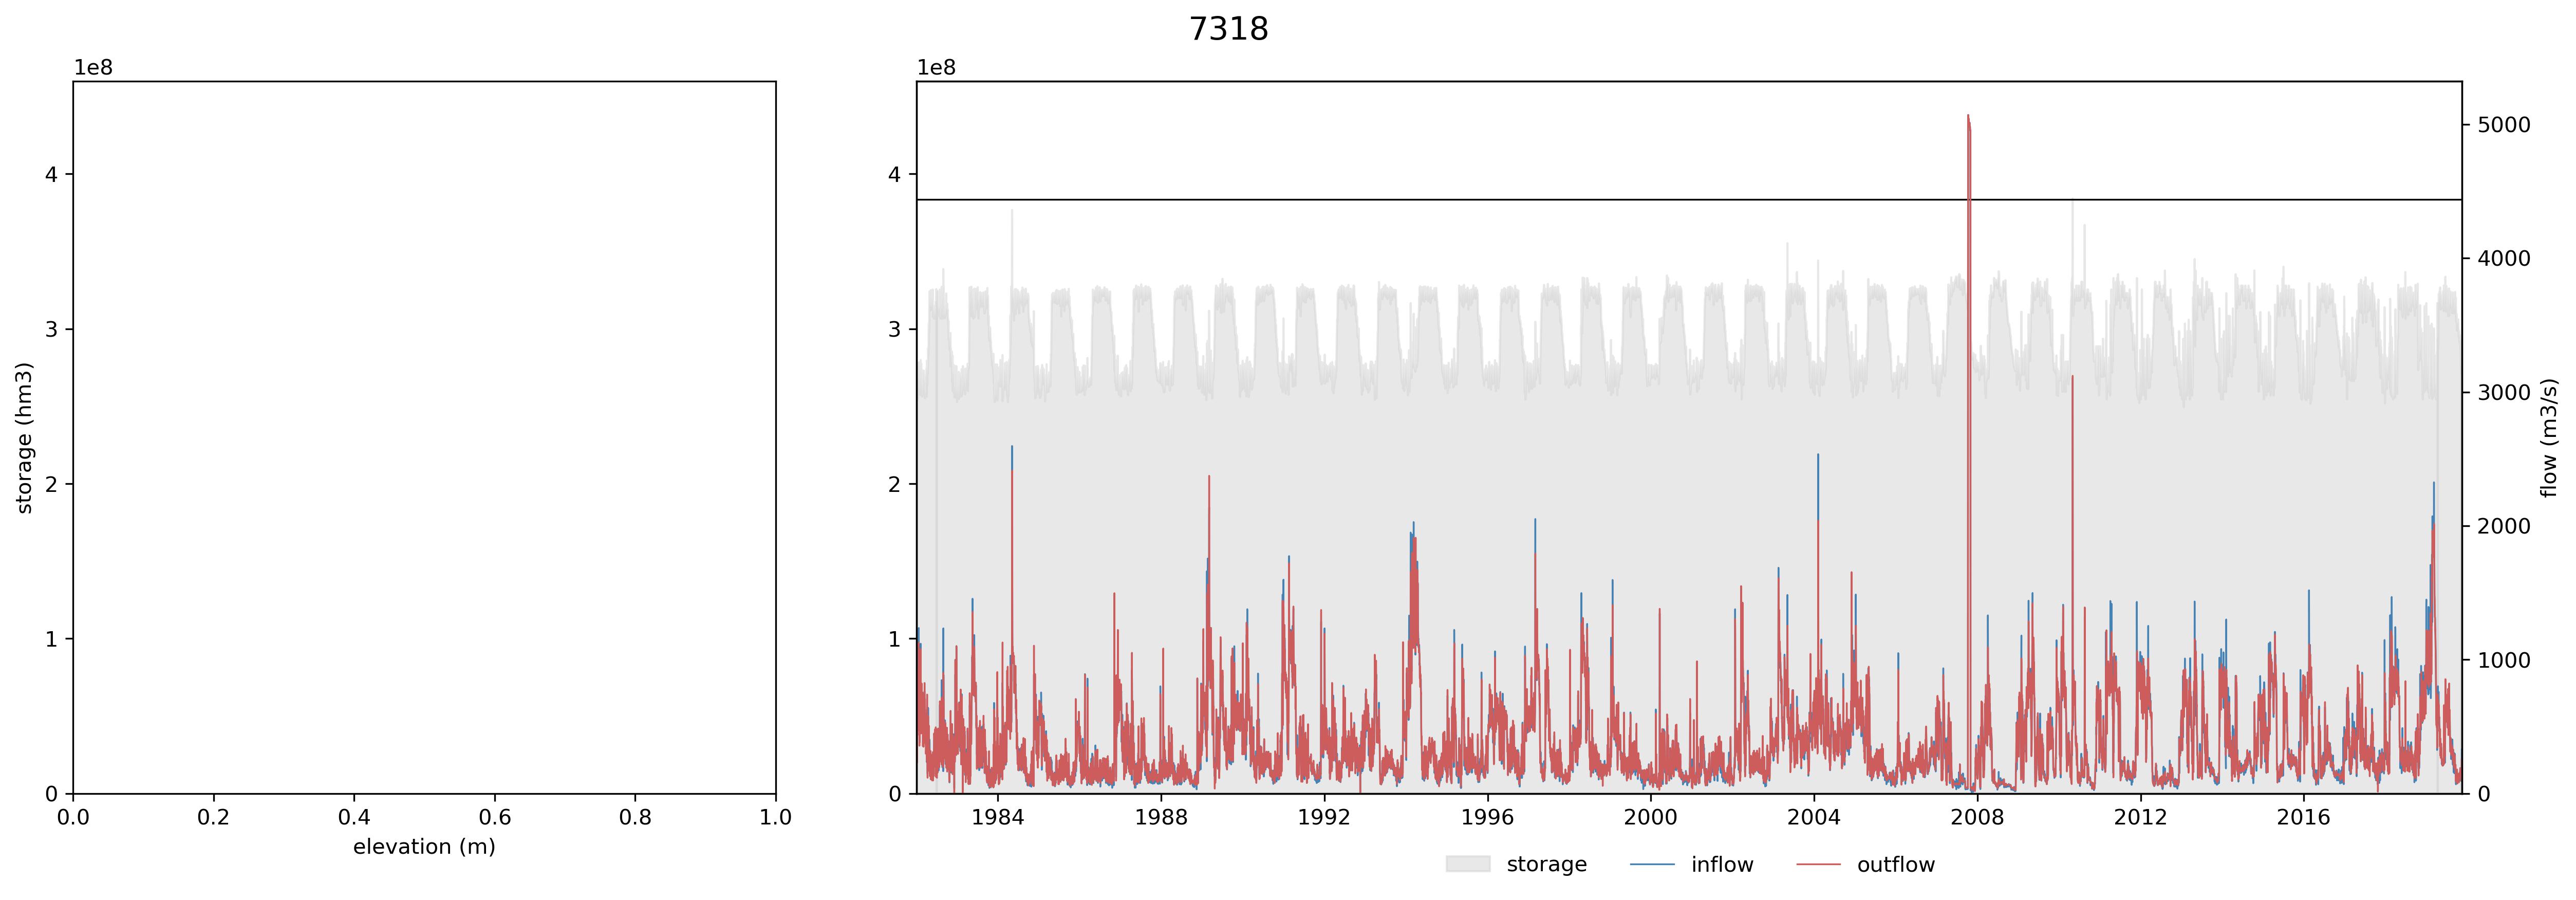 7318
1e8
4
3
2
1
0
storage (hm3)
0.0 0.2 0.4 0.6 0.8 1.0
elevation (m)
1e8
4
3
2
1
0
1984 1988 1992 1996 2000 2004 2008 2012 2016
5000
4000
3000
2000
1000
0
flow (m3/s)
storage inflow outflow